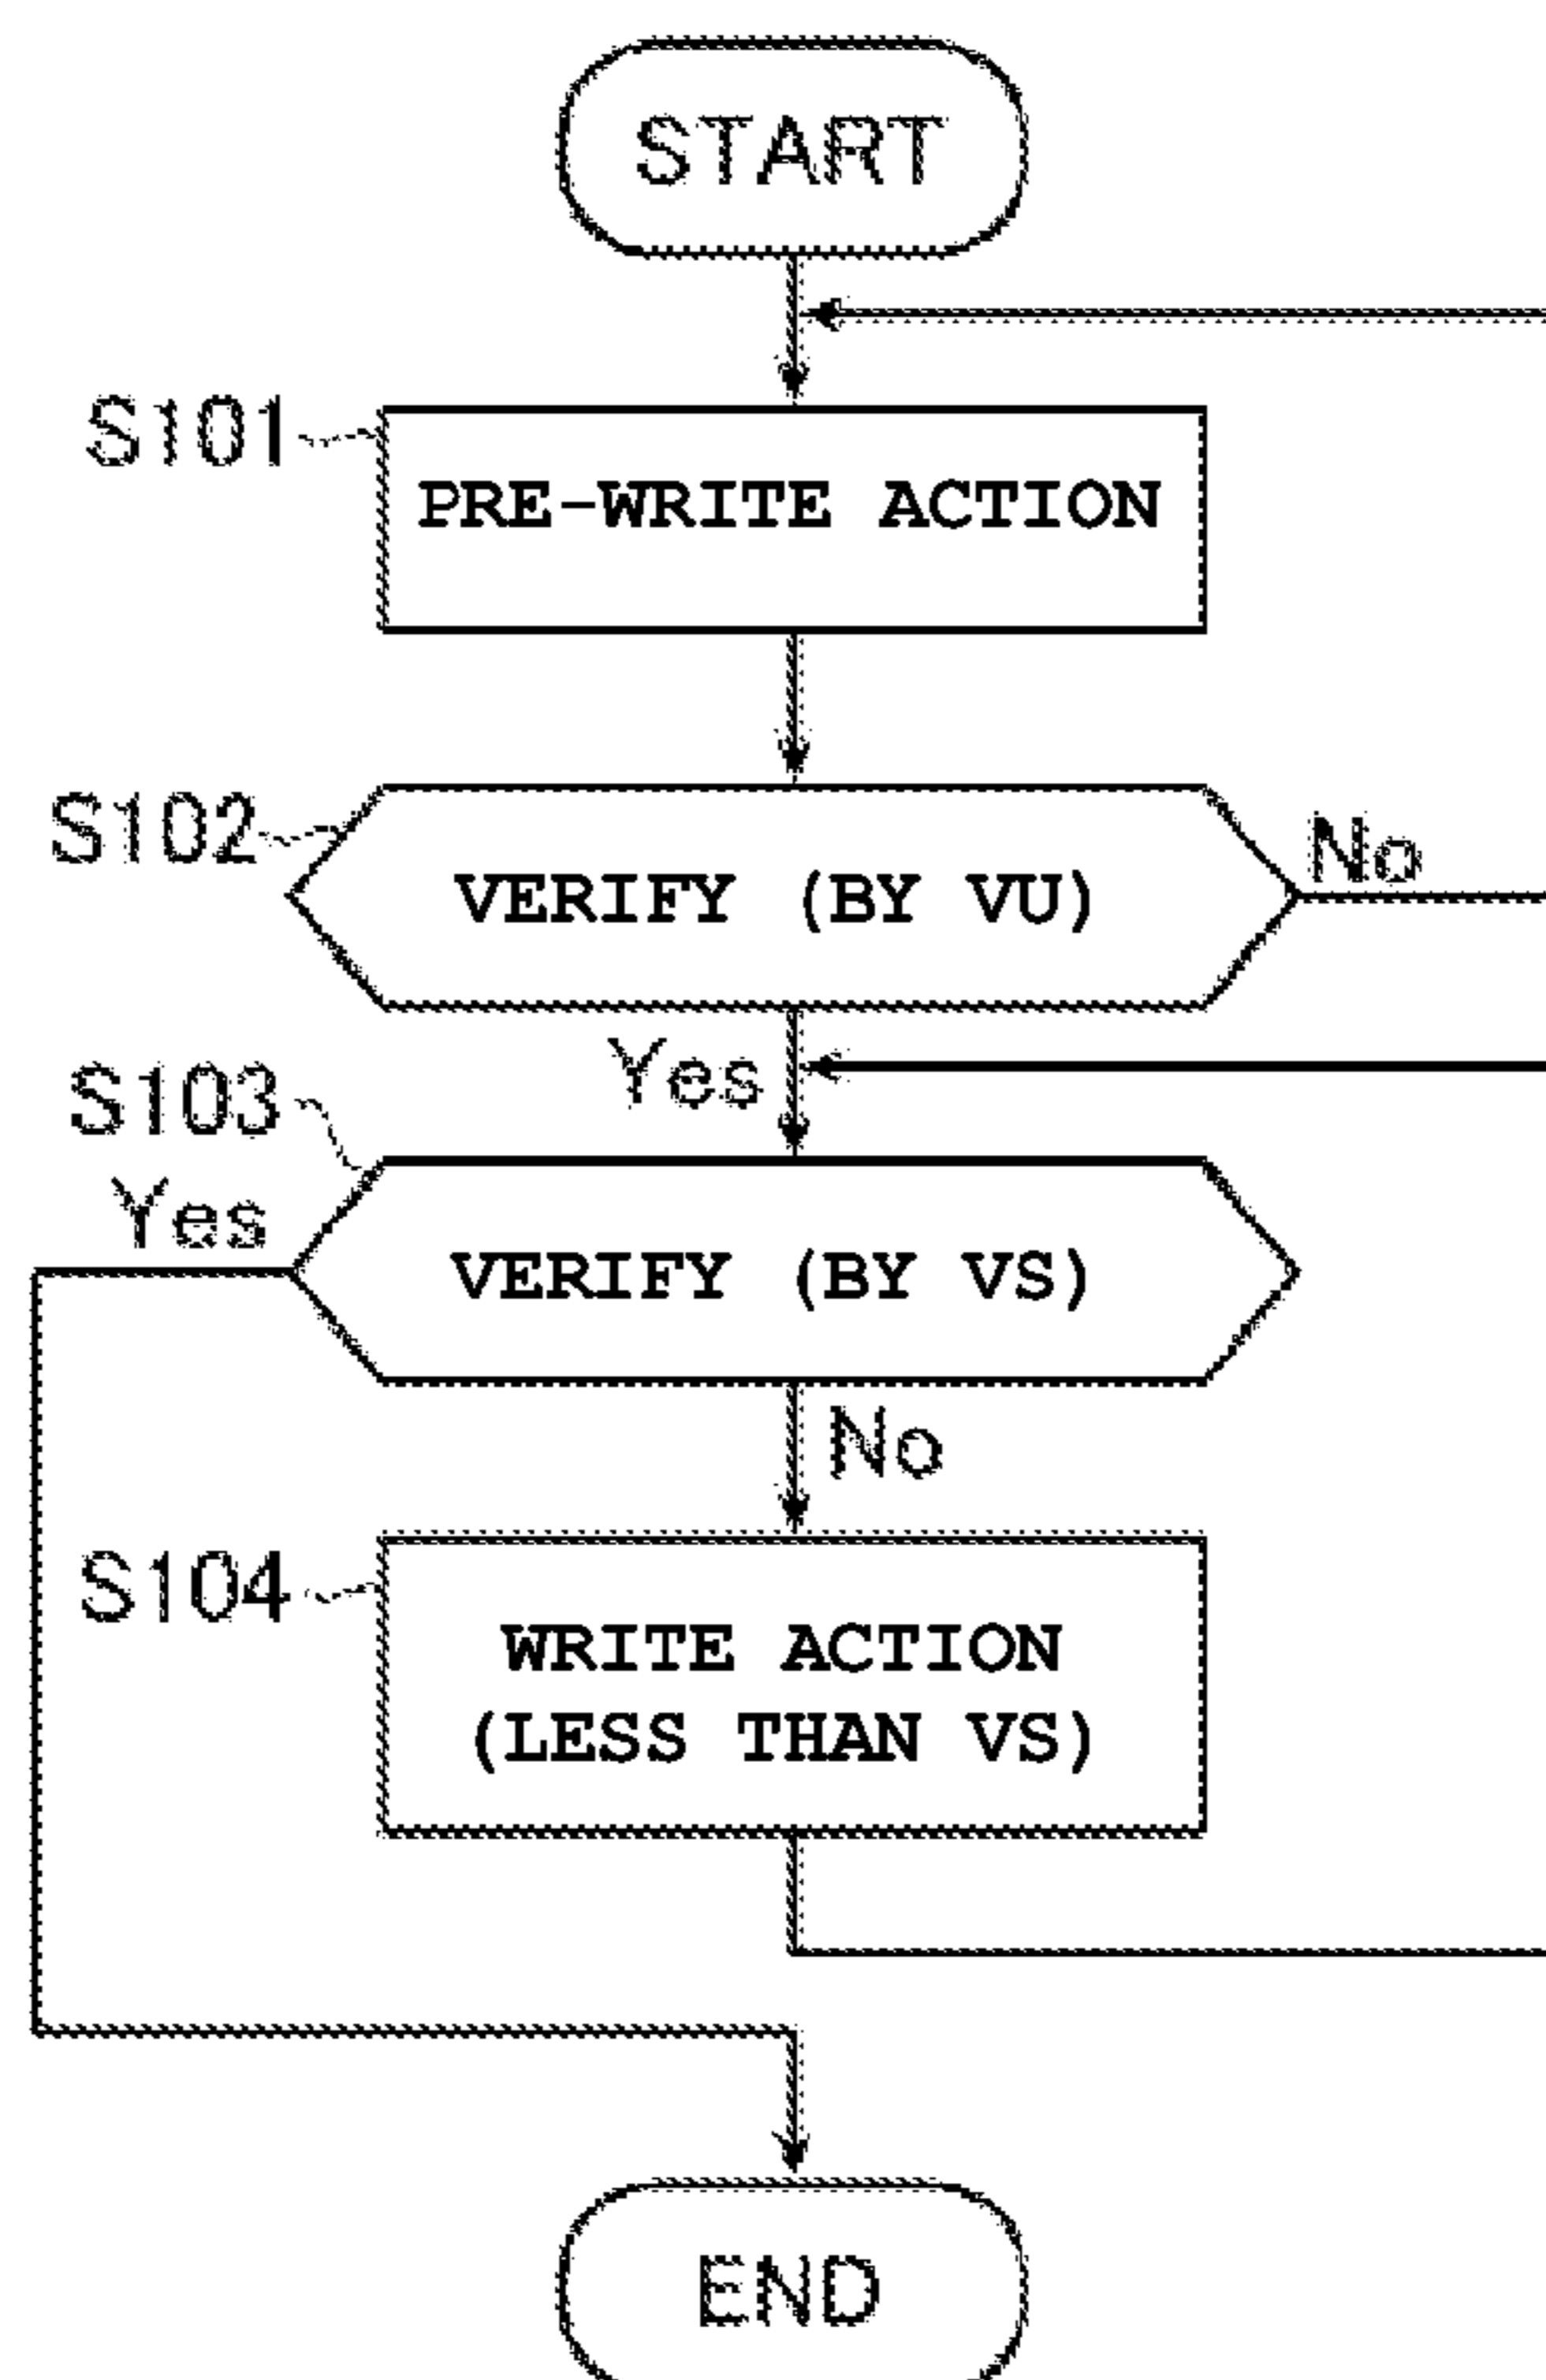 START
S101
PRE-WRITE ACTION
S102
VERIFY (BY VU)
No
Yes
S103
Yes
VERIFY (BY VS)
No
S104
WRITE ACTION
(LESS THAN VS)
END